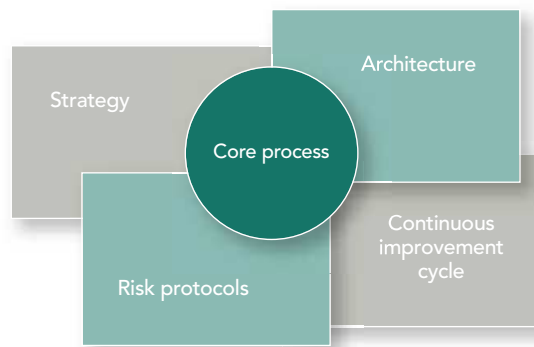 Architecture
Strategy
Core process
Continuous
improvement
cycle
Risk protocols